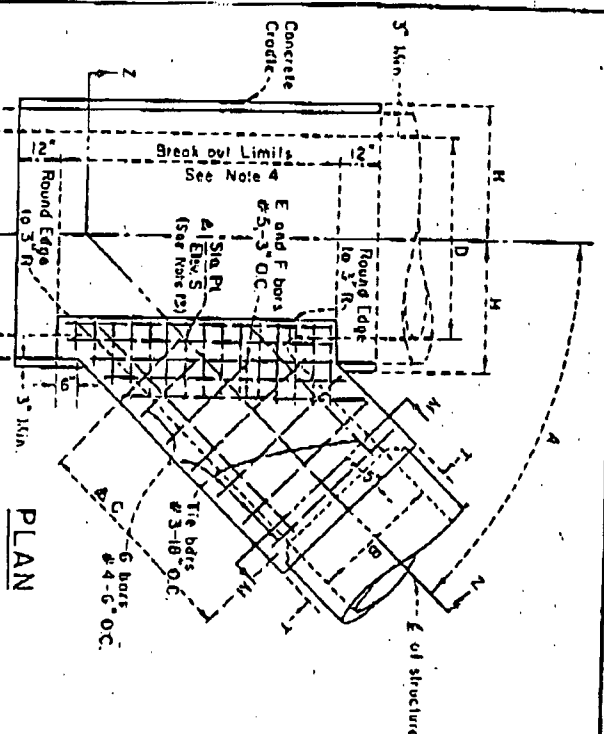 Concrete
Cradle
3" Min
Z
12"
Break out Limits
See Note 4
12"
H
D
H
Round Edge
to 3" R
Round Edge
to 3" R.
Sta Pt
Elev. S
(See Note 13)
E and F bars
#5-3" O.C.
A
6"
3" Min.
C
G bars
#4-6" O.C.
Tie bars
#3-18" O.C.
M
M
T
T
S
B
Z
℄ of structure
PLAN